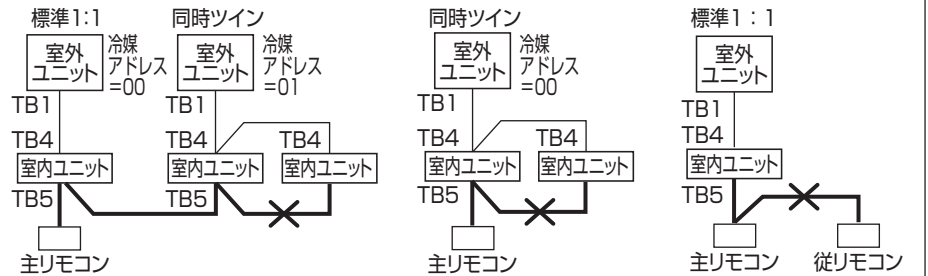 標準1:1
室外
ユニット
冷媒
アドレス
=00
TB1
TB4
室内ユニット
TB5
主リモコン
同時ツイン
室外
ユニット
冷媒
アドレス
=01
TB1
TB4
TB4
室内ユニット
室内ユニット
TB5
同時ツイン
室外
ユニット
冷媒
アドレス
=00
TB1
TB4
TB4
室内ユニット
室内ユニット
TB5
主リモコン
標準1：1
室外
ユニット
TB1
TB4
室内ユニット
TB5
主リモコン
従リモコン